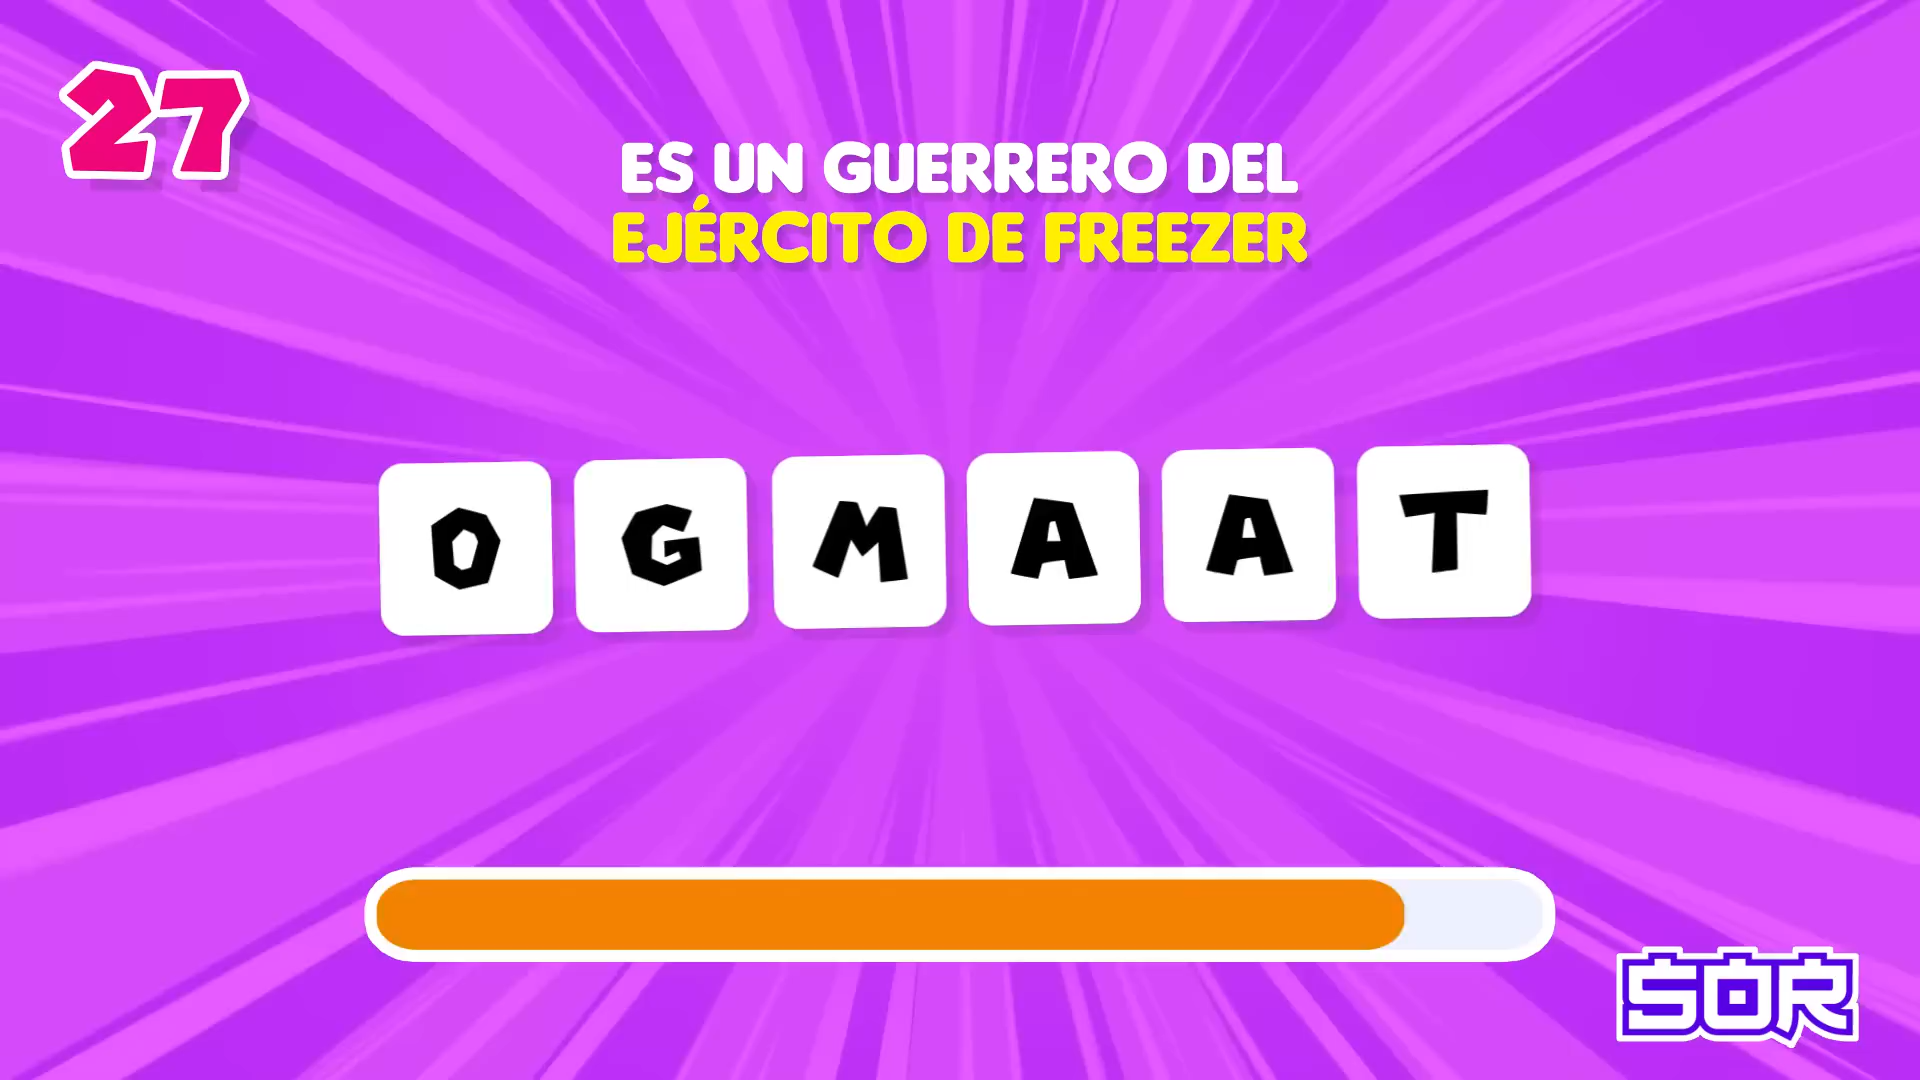 27
ES UN GUERRERO DEL
EJÉRCITO DE FREEZER
O G M A A T
SOR